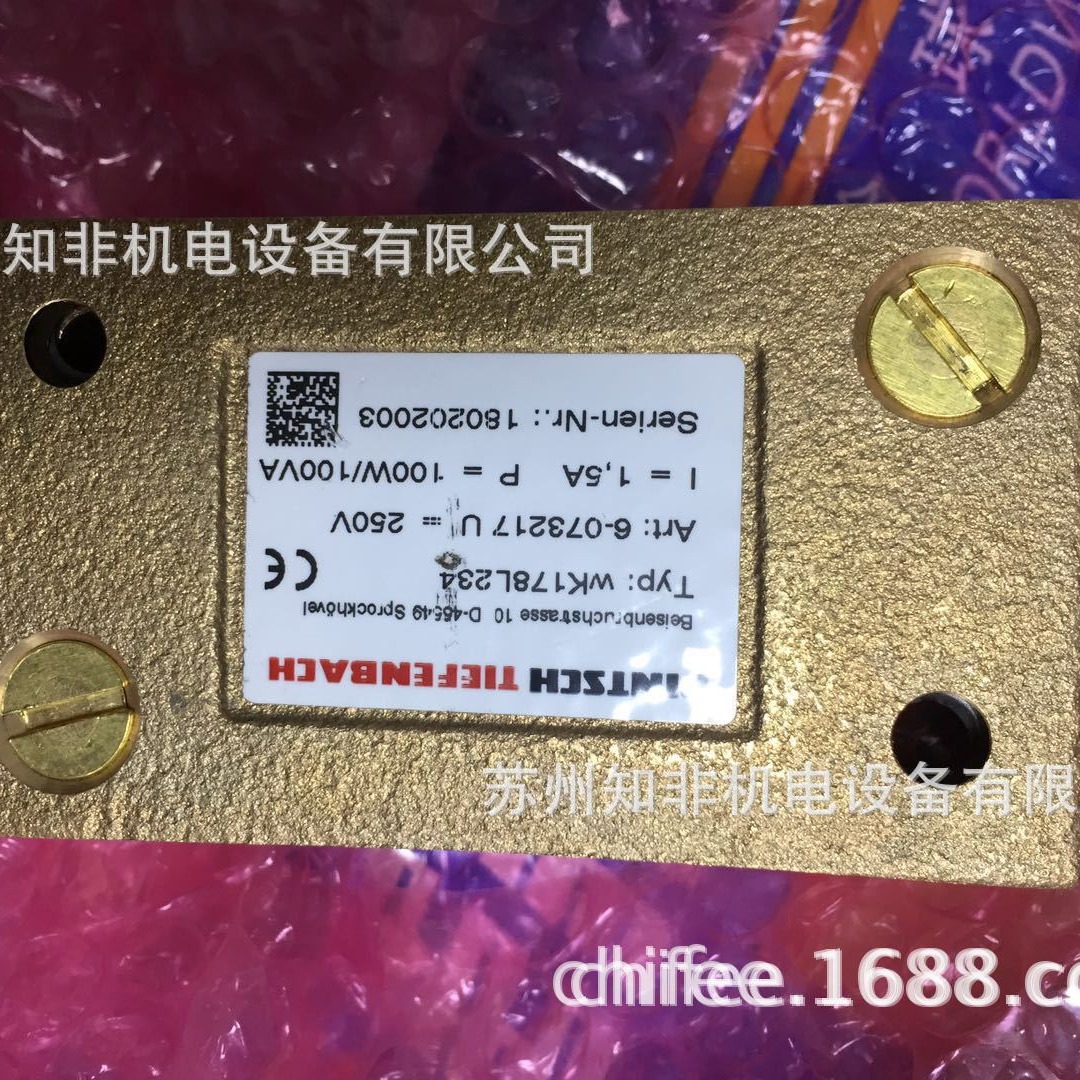 知非机电设备有限公司
TIEFENBACH
Beisenbruchstrasse 10 D-45549 Sprockhövel
Typ: wK178L234 CE
Art: 6-073217 U = 250V
I = 1,5A P = 100W/100VA
Serien-Nr.: 180202003
苏州知非机电设备有限
chifee.1688.co